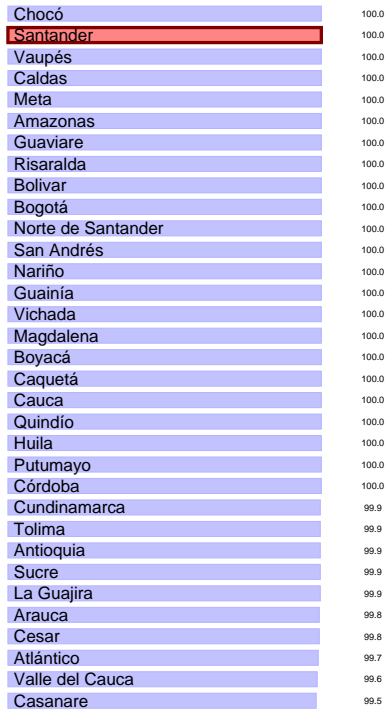 Chocó 100.0
Santander 100.0
Vaupés 100.0
Caldas 100.0
Meta 100.0
Amazonas 100.0
Guaviare 100.0
Risaralda 100.0
Bolivar 100.0
Bogotá 100.0
Norte de Santander 100.0
San Andrés 100.0
Nariño 100.0
Guainía 100.0
Vichada 100.0
Magdalena 100.0
Boyacá 100.0
Caquetá 100.0
Cauca 100.0
Quindío 100.0
Huila 100.0
Putumayo 100.0
Córdoba 100.0
Cundinamarca 99.9
Tolima 99.9
Antioquia 99.9
Sucre 99.9
La Guajira 99.9
Arauca 99.8
Cesar 99.8
Atlántico 99.7
Valle del Cauca 99.6
Casanare 99.5